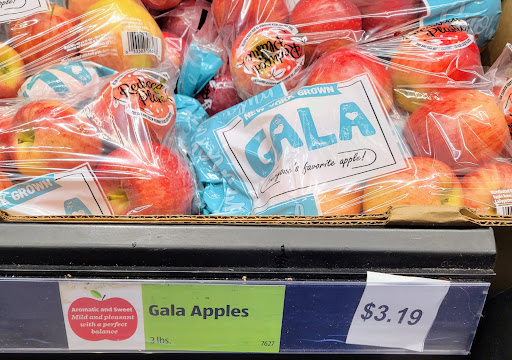 NEW YORK GROWN
GALA
Everyone's favorite apple!
YORK GROWN
Aromatic and Sweet
Mild and pleasant
with a perfect
balance
Gala Apples
3 lbs.
7627
$3.19